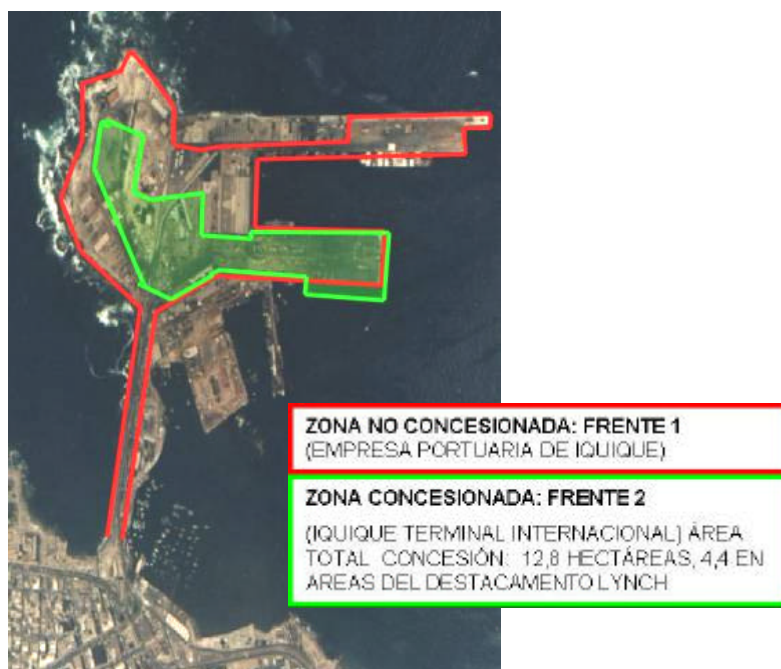 ZONA NO CONCESIONADA: FRENTE 1
(EMPRESA PORTUARIA DE IQUIQUE)
ZONA CONCESIONADA: FRENTE 2
(IQUIQUE TERMINAL INTERNACIONAL) ÁREA
TOTAL CONCESIÓN: 12,8 HECTÁREAS, 4,4 EN
AREAS DEL DESTACAMENTO LYNCH